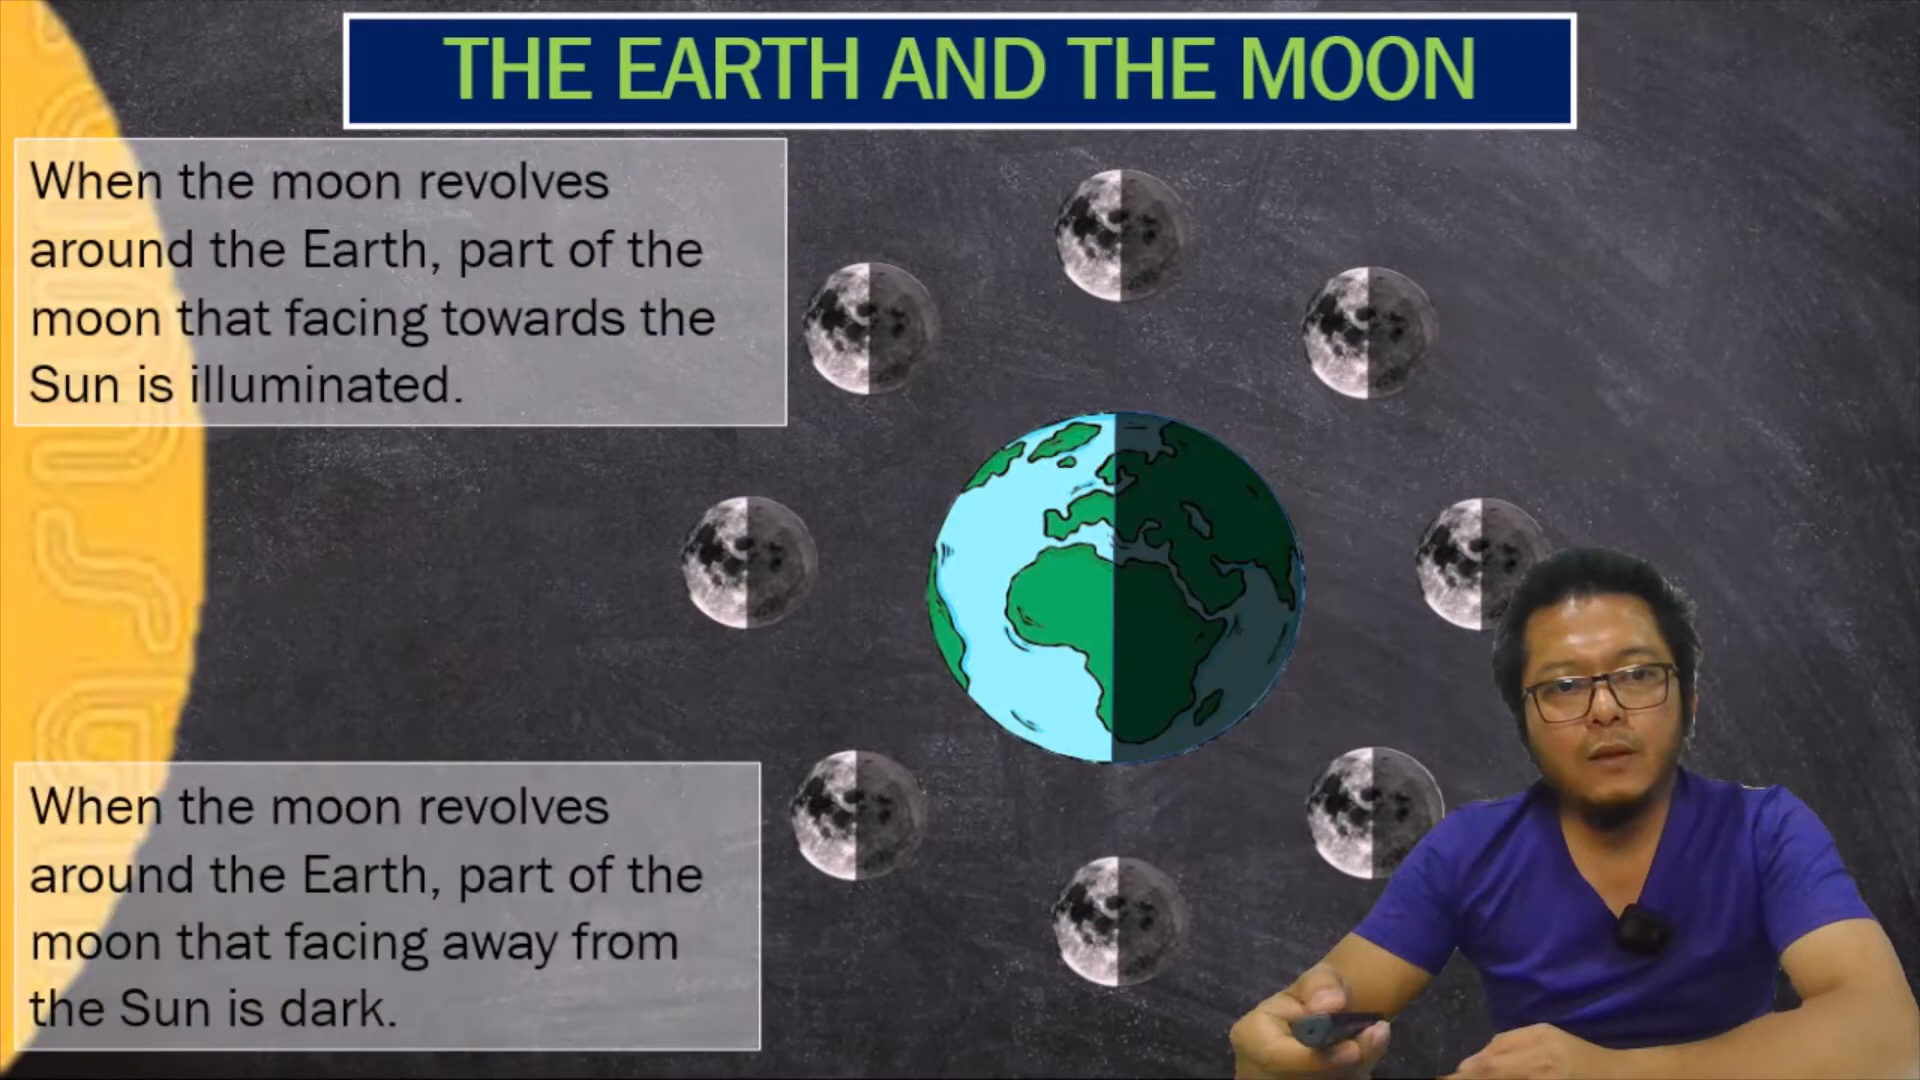 THE EARTH AND THE MOON
When the moon revolves
around the Earth, part of the
moon that facing towards the
Sun is illuminated.
When the moon revolves
around the Earth, part of the
moon that facing away from
the Sun is dark.